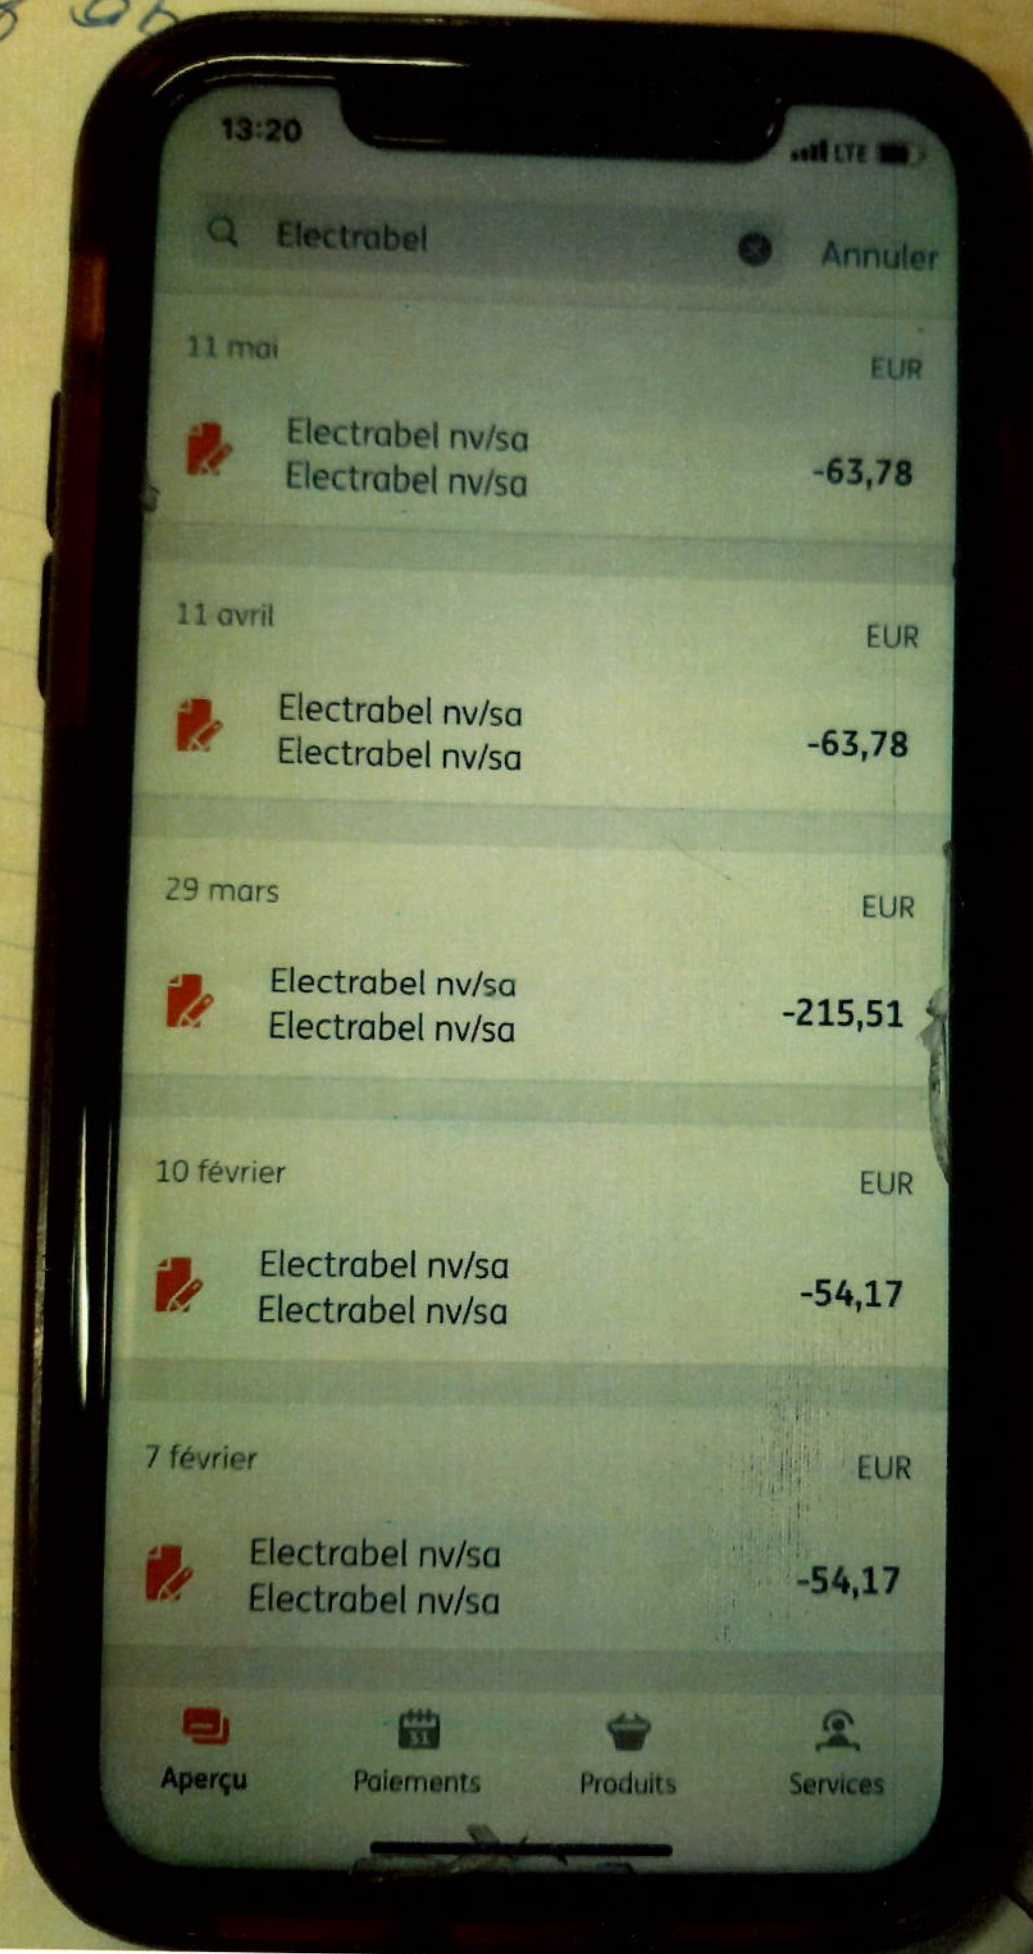 13:20
LTE
Electrabel
Annuler
11 mai
EUR
Electrabel nv/sa
Electrabel nv/sa
-63,78
11 avril
EUR
Electrabel nv/sa
Electrabel nv/sa
-63,78
29 mars
EUR
Electrabel nv/sa
Electrabel nv/sa
-215,51
10 février
EUR
Electrabel nv/sa
Electrabel nv/sa
-54,17
7 février
EUR
Electrabel nv/sa
Electrabel nv/sa
-54,17
31
Aperçu
Paiements
Produits
Services